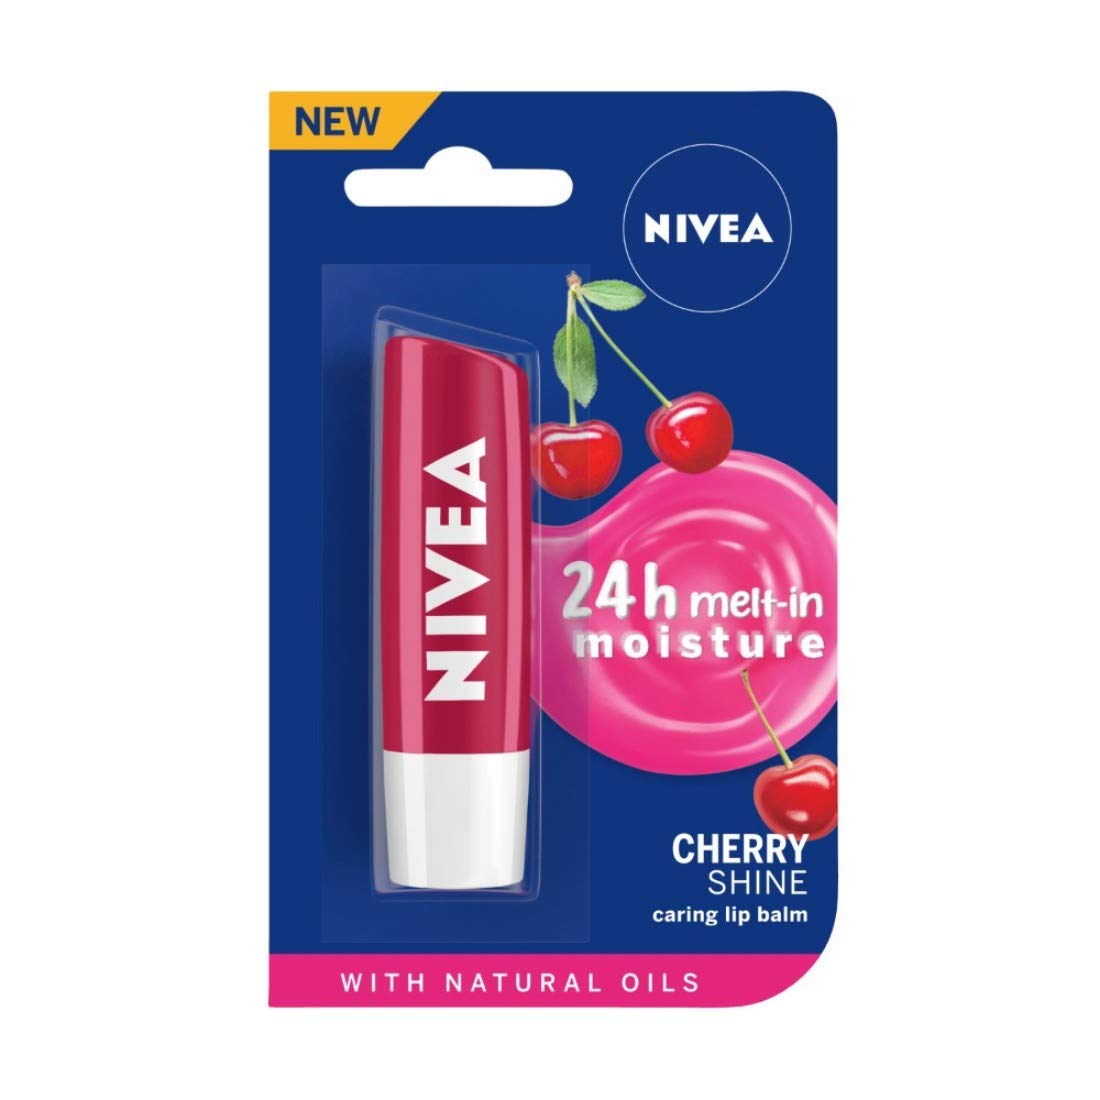 NEW
NIVEA
NIVEA
24h melt-in
moisture
CHERRY
SHINE
caring lip balm
WITH NATURAL OILS